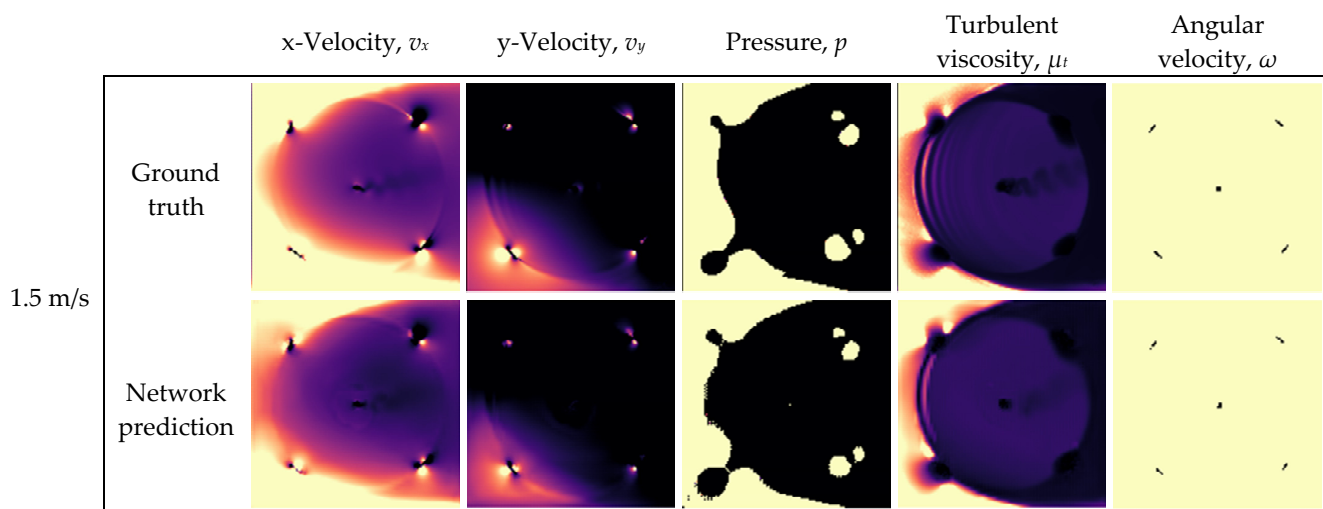 x-Velocity, vx
y-Velocity, vy
Pressure, p
Turbulent
viscosity, μt
Angular
velocity, ω
Ground
truth
1.5 m/s
Network
prediction